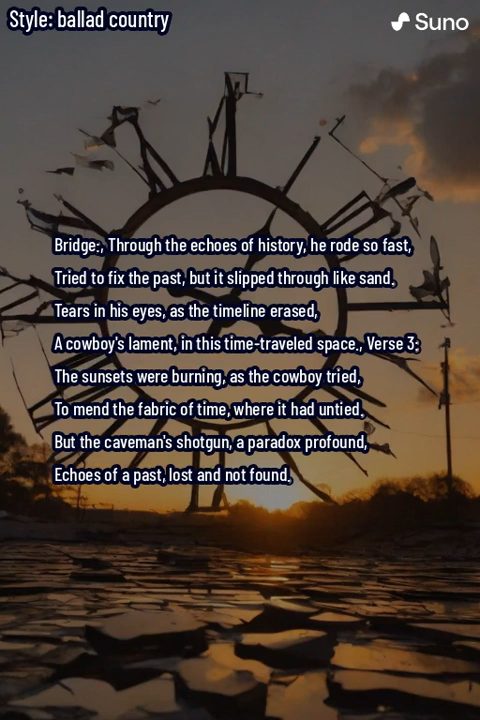 Style: ballad country
Suno
Bridge:, Through the echoes of history, he rode so fast,
Tried to fix the past, but it slipped through like sand.
Tears in his eyes, as the timeline erased,
A cowboy's lament, in this time-traveled space., Verse 3:
The sunsets were burning, as the cowboy tried,
To mend the fabric of time, where it had untied.
But the caveman's shotgun, a paradox profound,
Echoes of a past, lost and not found.